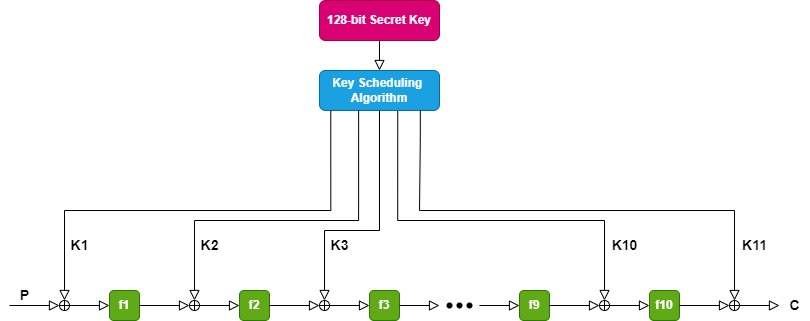 128-bit Secret Key
Key Scheduling
Algorithm
K1
K2
K3
K10
K11
P
f1
f2
f3
f9
f10
C